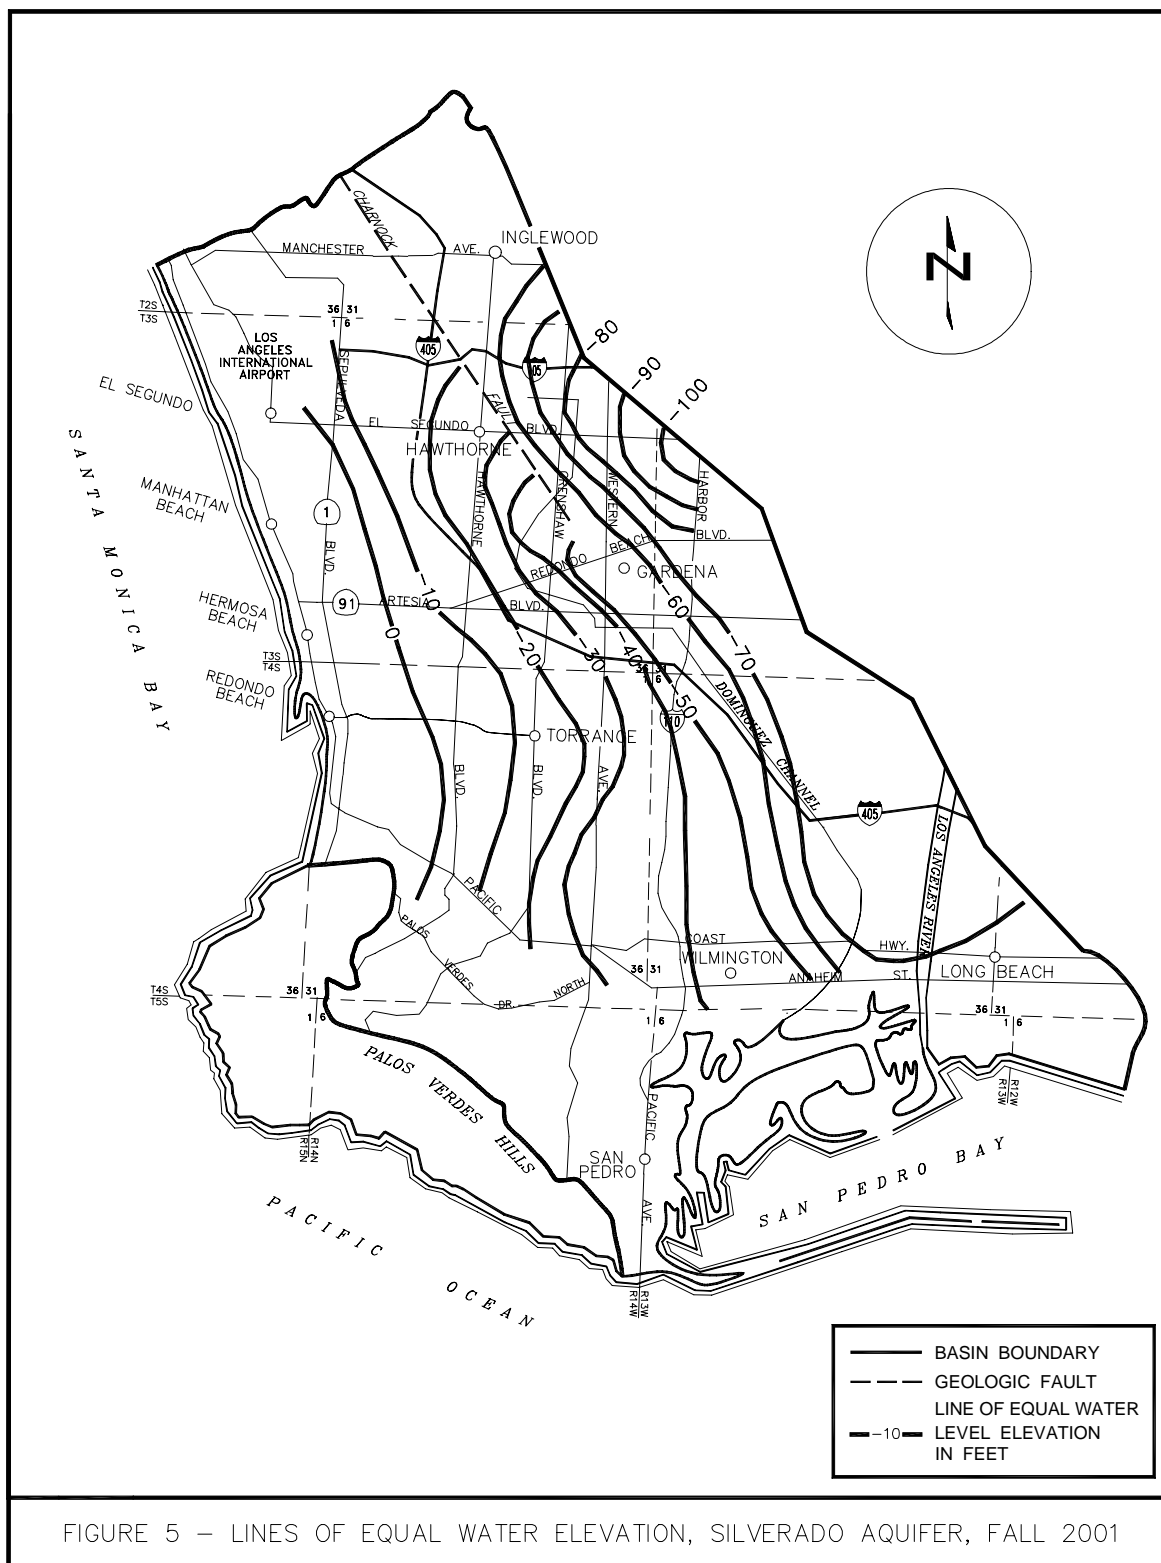 CHARNOCK
MANCHESTER AVE.
INGLEWOOD
N
T2S
T3S
36 31
1 6
LOS
ANGELES
INTERNATIONAL
AIRPORT
405
-80
-90
-100
SEPULVEDA
EL SEGUNDO
EL SEGUNDO BLVD.
FAULT
HAWTHORNE
HAWTHORNE
CRENSHAW
WESTERN
HARBOR
BLVD.
MANHATTAN
BEACH
1
BLVD.
SANTA MONICA BAY
REDONDO BEACH
GARDENA
HERMOSA
BEACH
91
ARTESIA
BLVD.
-10
0
-20
-30
-40
-50
-60
-70
T3S
T4S
36 31
1 6
REDONDO
BEACH
DOMINGUEZ CHANNEL
110
TORRANCE
BLVD.
BLVD.
AVE.
405
LOS ANGELES RIVER
PACIFIC
COAST
HWY.
PALOS
VERDES
DR.
NORTH
WILMINGTON
ANAHEIM
ST.
LONG BEACH
T4S
T5S
36 31
1 6
36 31
1 6
36 31
1 6
PALOS VERDES HILLS
R14N
R15N
R12W
R13W
PACIFIC
AVE.
SAN
PEDRO
SAN PEDRO BAY
PACIFIC OCEAN
R13W
R14W
BASIN BOUNDARY
GEOLOGIC FAULT
LINE OF EQUAL WATER
-10 LEVEL ELEVATION
IN FEET
FIGURE 5 – LINES OF EQUAL WATER ELEVATION, SILVERADO AQUIFER, FALL 2001